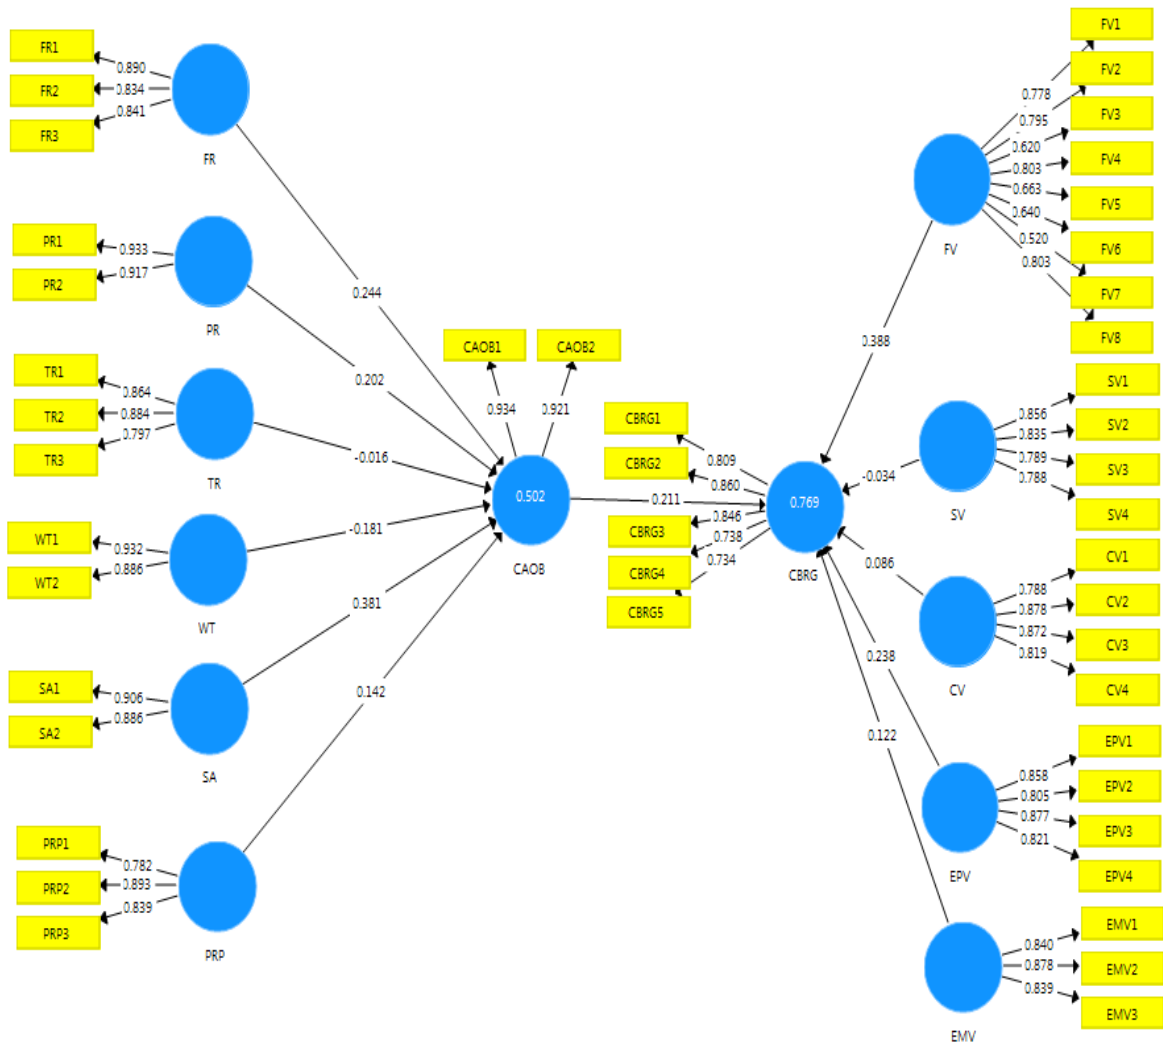 FR1
FR2
FR3
0.890
0.834
0.841
FR
PR1
PR2
0.933
0.917
PR
TR1
TR2
TR3
0.864
0.884
0.797
TR
WT1
WT2
0.932
0.886
WT
SA1
SA2
0.906
0.886
SA
PRP1
PRP2
PRP3
0.782
0.893
0.839
PRP
0.244
0.202
-0.016
-0.181
0.381
0.142
CAOB1
CAOB2
0.934
0.921
0.502
CAOB
0.211
CBRG1
CBRG2
CBRG3
CBRG4
CBRG5
0.809
0.860
0.846
0.738
0.734
0.769
CBRG
0.388
-0.034
0.086
0.238
0.122
FV1
FV2
FV3
FV4
FV5
FV6
FV7
FV8
0.778
0.795
0.620
0.803
0.663
0.640
0.520
0.803
FV
SV1
SV2
SV3
SV4
0.856
0.835
0.789
0.788
SV
CV1
CV2
CV3
CV4
0.788
0.878
0.872
0.819
CV
EPV1
EPV2
EPV3
EPV4
0.858
0.805
0.877
0.821
EPV
EMV1
EMV2
EMV3
0.840
0.878
0.839
EMV